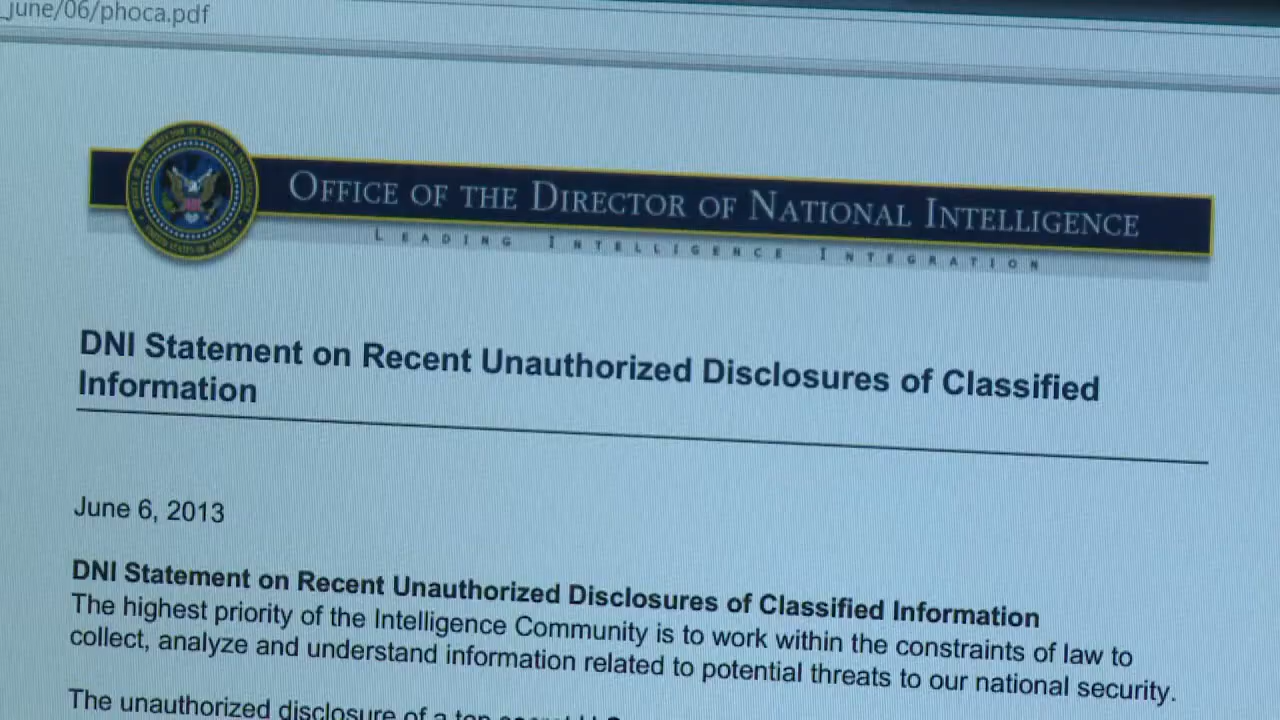 _june/06/phoca.pdf
OFFICE OF THE DIRECTOR OF NATIONAL INTELLIGENCE
LEADING INTELLIGENCE INTEGRATION
DNI Statement on Recent Unauthorized Disclosures of Classified
Information
June 6, 2013
DNI Statement on Recent Unauthorized Disclosures of Classified Information
The highest priority of the Intelligence Community is to work within the constraints of law to
collect, analyze and understand information related to potential threats to our national security.
The unauthorized disclosure of a top